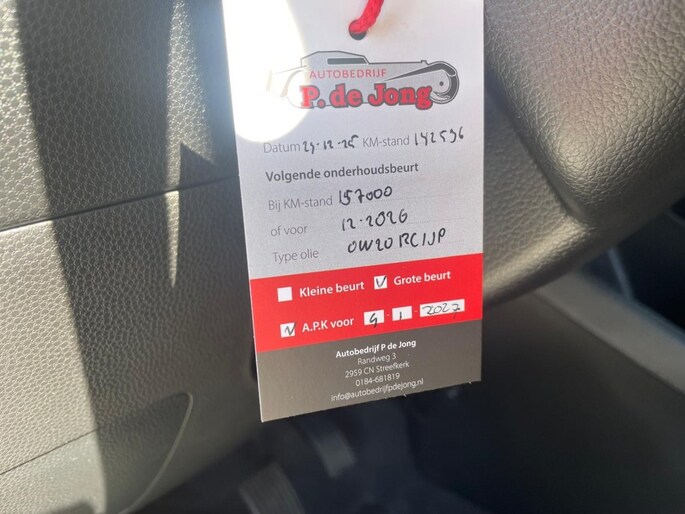 AUTOBEDRIJF
P. de Jong
Datum 29-12-25 KM-stand 142596
Volgende onderhoudsbeurt
Bij KM-stand 157000
of voor 12-2026
Type olie 0W20 RC1JP
Kleine beurt Grote beurt
A.P.K voor 9 - 1 - 2027
Autobedrijf P de Jong
Randweg 3
2959 CN Streefkerk
0184-681819
info@autobedrijfpdejong.nl